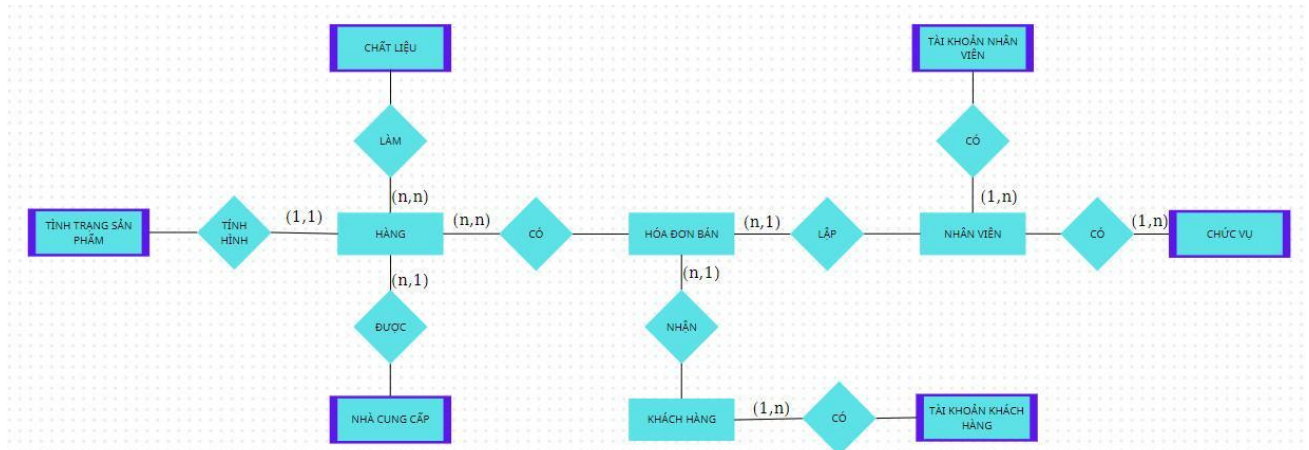 CHẤT LIỆU
TÀI KHOẢN NHÂN
VIÊN
LÀM
CÓ
(n,n)
(1,n)
TÌNH TRẠNG SẢN
PHẨM
TÍNH
HÌNH
(1,1)
HÀNG
(n,n)
CÓ
HÓA ĐƠN BÁN
(n,1)
LẬP
NHÂN VIÊN
CÓ
(1,n)
CHỨC VỤ
(n,1)
(n,1)
ĐƯỢC
NHẬN
NHÀ CUNG CẤP
KHÁCH HÀNG
(1,n)
CÓ
TÀI KHOẢN KHÁCH
HÀNG